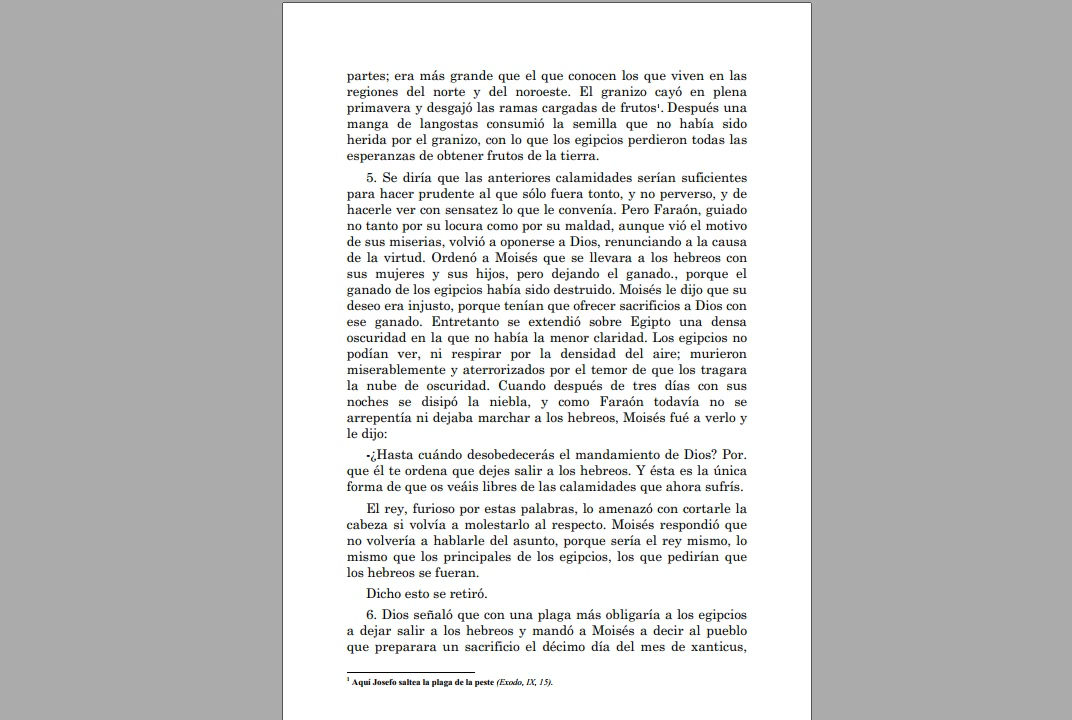 partes; era más grande que el que conocen los que viven en las
regiones del norte y del noroeste. El granizo cayó en plena
primavera y desgajó las ramas cargadas de frutos¹. Después una
manga de langostas consumió la semilla que no había sido
herida por el granizo, con lo que los egipcios perdieron todas las
esperanzas de obtener frutos de la tierra.
5. Se diría que las anteriores calamidades serían suficientes
para hacer prudente al que sólo fuera tonto, y no perverso, y de
hacerle ver con sensatez lo que le convenía. Pero Faraón, guiado
no tanto por su locura como por su maldad, aunque vió el motivo
de sus miserias, volvió a oponerse a Dios, renunciando a la causa
de la virtud. Ordenó a Moisés que se llevara a los hebreos con
sus mujeres y sus hijos, pero dejando el ganado., porque el
ganado de los egipcios había sido destruido. Moisés le dijo que su
deseo era injusto, porque tenían que ofrecer sacrificios a Dios con
ese ganado. Entretanto se extendió sobre Egipto una densa
oscuridad en la que no había la menor claridad. Los egipcios no
podían ver, ni respirar por la densidad del aire; murieron
miserablemente y aterrorizados por el temor de que los tragara
la nube de oscuridad. Cuando después de tres días con sus
noches se disipó la niebla, y como Faraón todavía no se
arrepentía ni dejaba marchar a los hebreos, Moisés fué a verlo y
le dijo:
-¿Hasta cuándo desobedecerás el mandamiento de Dios? Por.
que él te ordena que dejes salir a los hebreos. Y ésta es la única
forma de que os veáis libres de las calamidades que ahora sufrís.
El rey, furioso por estas palabras, lo amenazó con cortarle la
cabeza si volvía a molestarlo al respecto. Moisés respondió que
no volvería a hablarle del asunto, porque sería el rey mismo, lo
mismo que los principales de los egipcios, los que pedirían que
los hebreos se fueran.
Dicho esto se retiró.
6. Dios señaló que con una plaga más obligaría a los egipcios
a dejar salir a los hebreos y mandó a Moisés a decir al pueblo
que preparara un sacrificio el décimo día del mes de xanticus,
¹ Aquí Josefo saltea la plaga de la peste (Exodo, IX, 15).